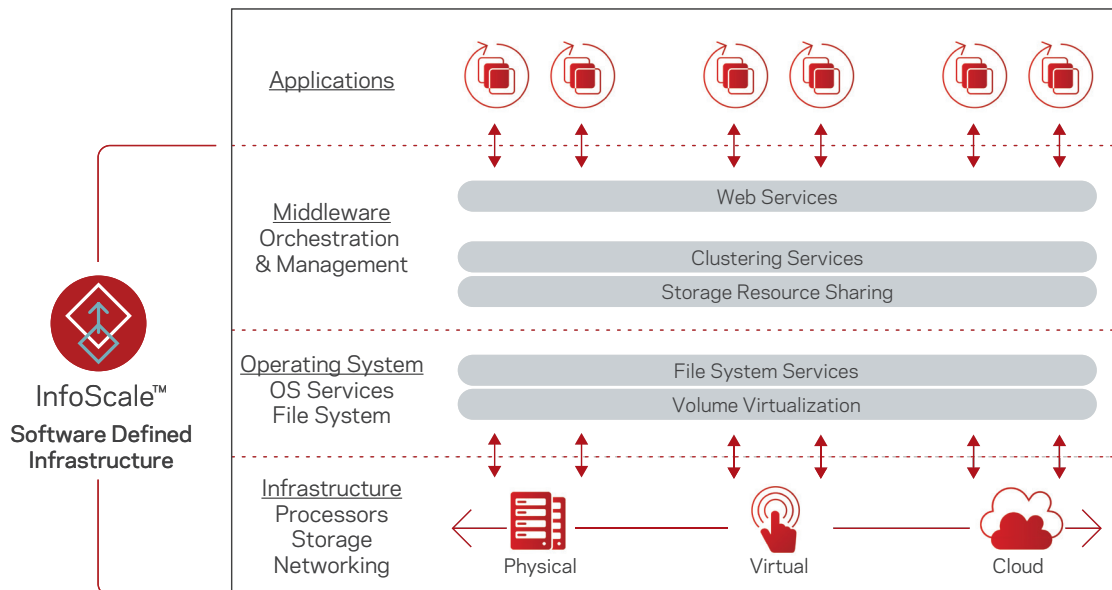 Applications
Middleware
Orchestration
& Management
Web Services
Clustering Services
Storage Resource Sharing
InfoScale™
Software Defined
Infrastructure
Operating System
OS Services
File System
File System Services
Volume Virtualization
Infrastructure
Processors
Storage
Networking
Physical
Virtual
Cloud